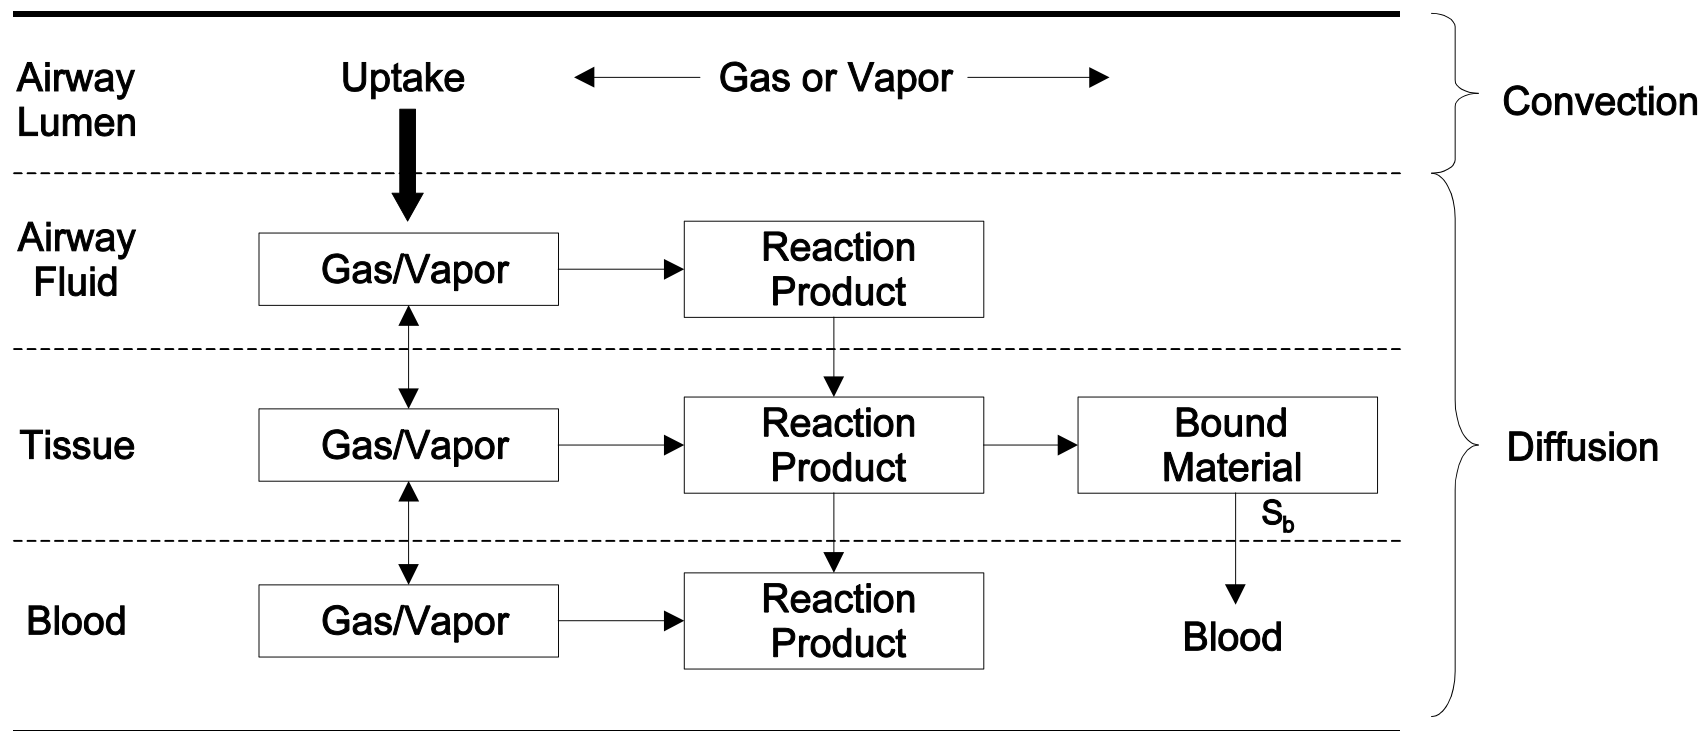 Airway
Lumen
Uptake
Gas or Vapor
Convection
Airway
Fluid
Gas/Vapor
Reaction
Product
Tissue
Gas/Vapor
Reaction
Product
Bound
Material
Sb
Diffusion
Blood
Gas/Vapor
Reaction
Product
Blood